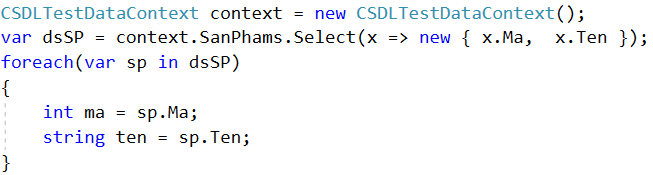 CSDLTestDataContext context = new CSDLTestDataContext();
var dsSP = context.SanPhams.Select(x => new { x.Ma,  x.Ten });
foreach(var sp in dsSP)
{
    int ma = sp.Ma;
    string ten = sp.Ten;
}